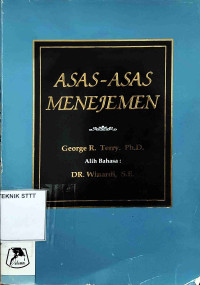 ASAS-ASAS
MENEJEMEN
George R. Terry, Ph.D.
Alih Bahasa :
DR. Winardi, S.E.
TEKNIK STTT